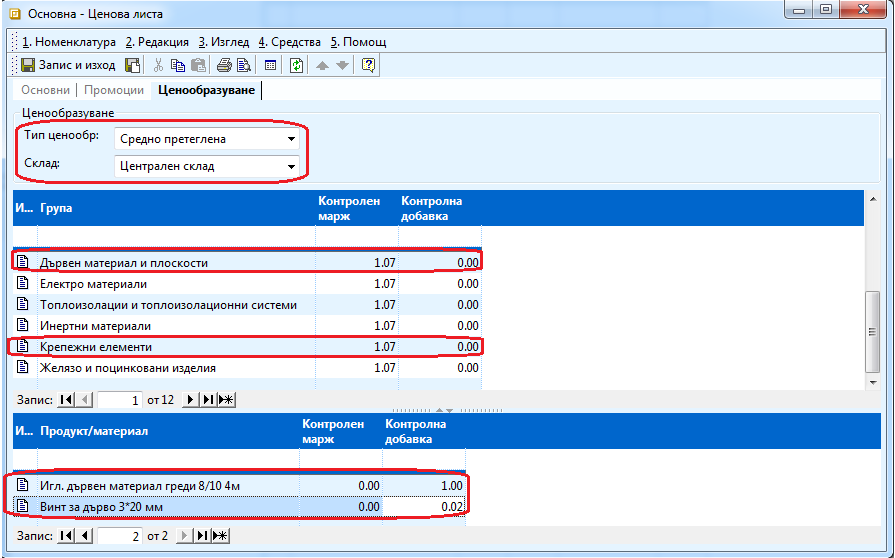 Основна - Ценова листа
1. Номенклатура 2. Редакция 3. Изглед 4. Средства 5. Помощ
Запис и изход
Основни Промоции Ценообразуване
Ценообразуване
Тип ценообр: Средно претеглена
Склад: Централен склад
И... Група Контролен марж Контролна добавка
Дървен материал и плоскости 1.07 0.00
Електро материали 1.07 0.00
Топлоизолации и топлоизолационни системи 1.07 0.00
Инертни материали 1.07 0.00
Крепежни елементи 1.07 0.00
Желязо и поцинковани изделия 1.07 0.00
Запис: 1 от 12
И... Продукт/материал Контролен марж Контролна добавка
Игл. дървен материал греди 8/10 4м 0.00 1.00
Винт за дърво 3*20 мм 0.00 0.02
Запис: 2 от 2